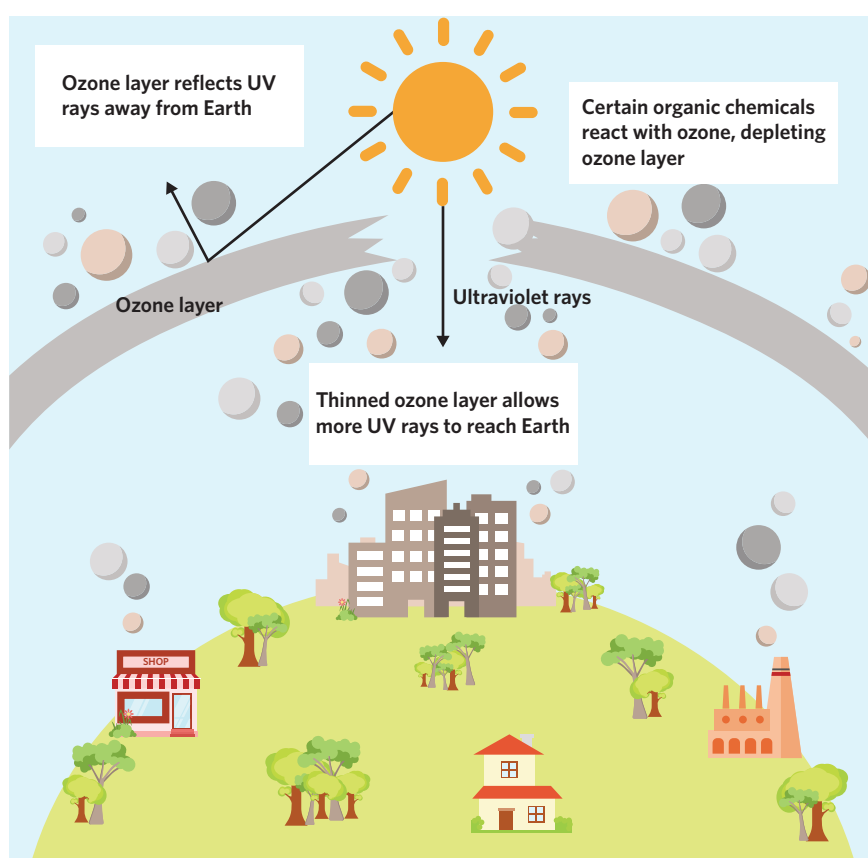 Ozone layer reflects UV
rays away from Earth
Certain organic chemicals
react with ozone, depleting
ozone layer
Ozone layer
Ultraviolet rays
Thinned ozone layer allows
more UV rays to reach Earth
SHOP